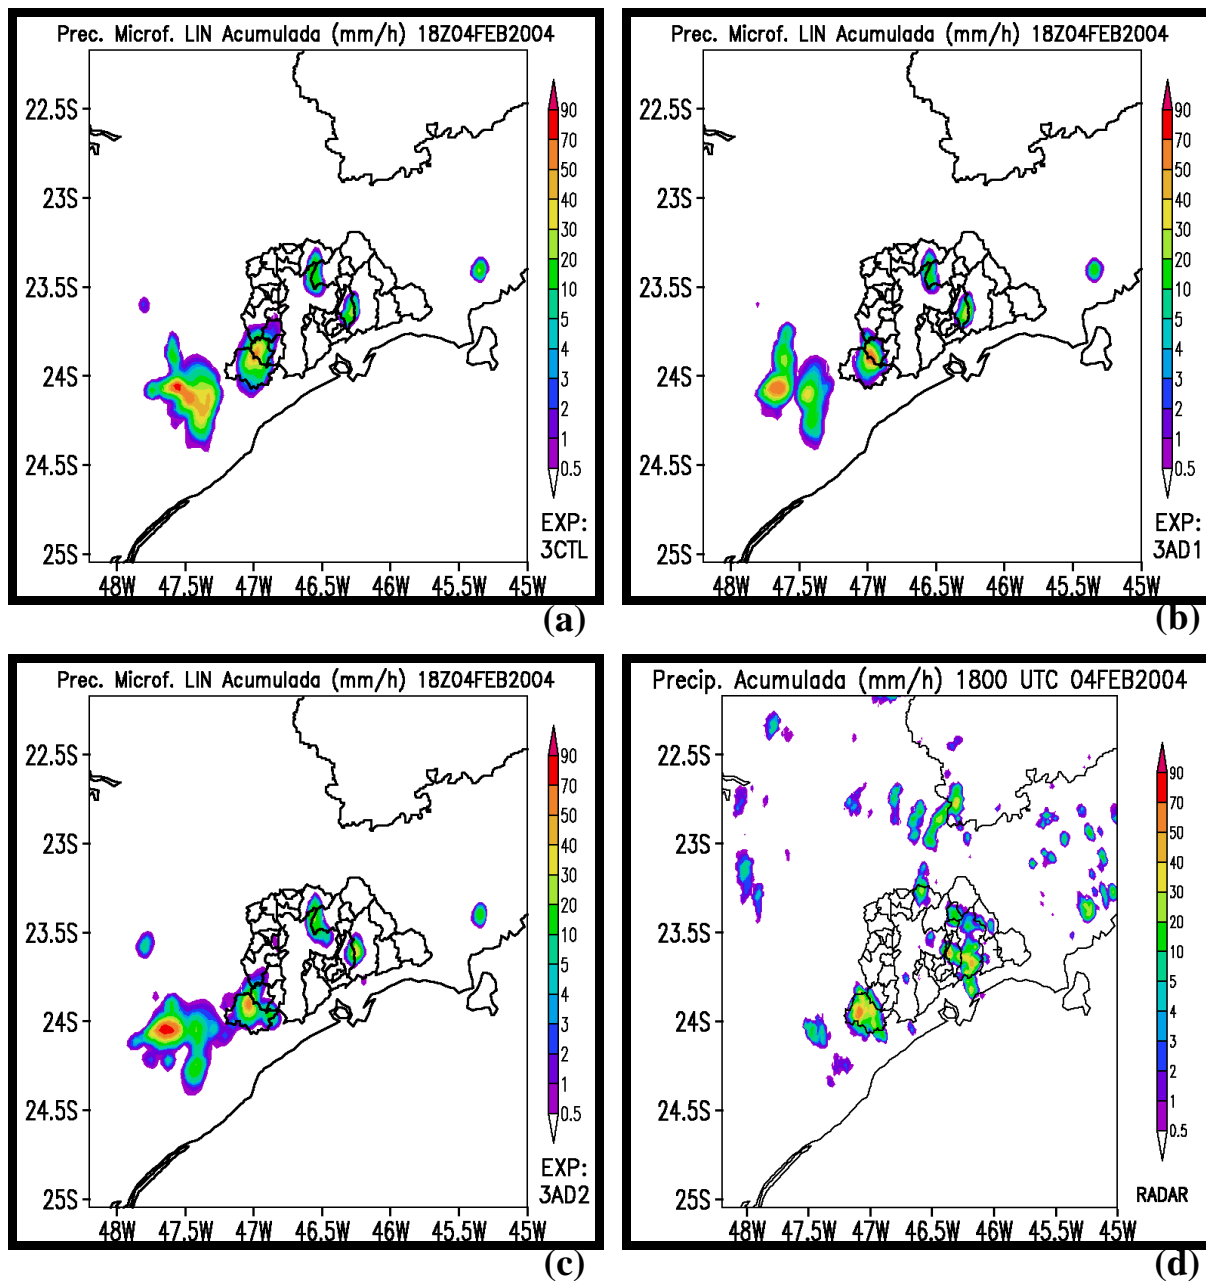 Prec. Microf. LIN Acumulada (mm/h) 18Z04FEB2004
22.5S
23S
23.5S
24S
24.5S
25S
48W 47.5W 47W 46.5W 46W 45.5W 45W
90
70
50
40
30
20
10
5
4
3
2
1
0.5
EXP:
3CTL
(a)
Prec. Microf. LIN Acumulada (mm/h) 18Z04FEB2004
22.5S
23S
23.5S
24S
24.5S
25S
48W 47.5W 47W 46.5W 46W 45.5W 45W
90
70
50
40
30
20
10
5
4
3
2
1
0.5
EXP:
3AD1
(b)
Prec. Microf. LIN Acumulada (mm/h) 18Z04FEB2004
22.5S
23S
23.5S
24S
24.5S
25S
48W 47.5W 47W 46.5W 46W 45.5W 45W
90
70
50
40
30
20
10
5
4
3
2
1
0.5
EXP:
3AD2
(c)
Precip. Acumulada (mm/h) 1800 UTC 04FEB2004
22.5S
23S
23.5S
24S
24.5S
25S
48W 47.5W 47W 46.5W 46W 45.5W 45W
90
70
50
40
30
20
10
5
4
3
2
1
0.5
RADAR
(d)